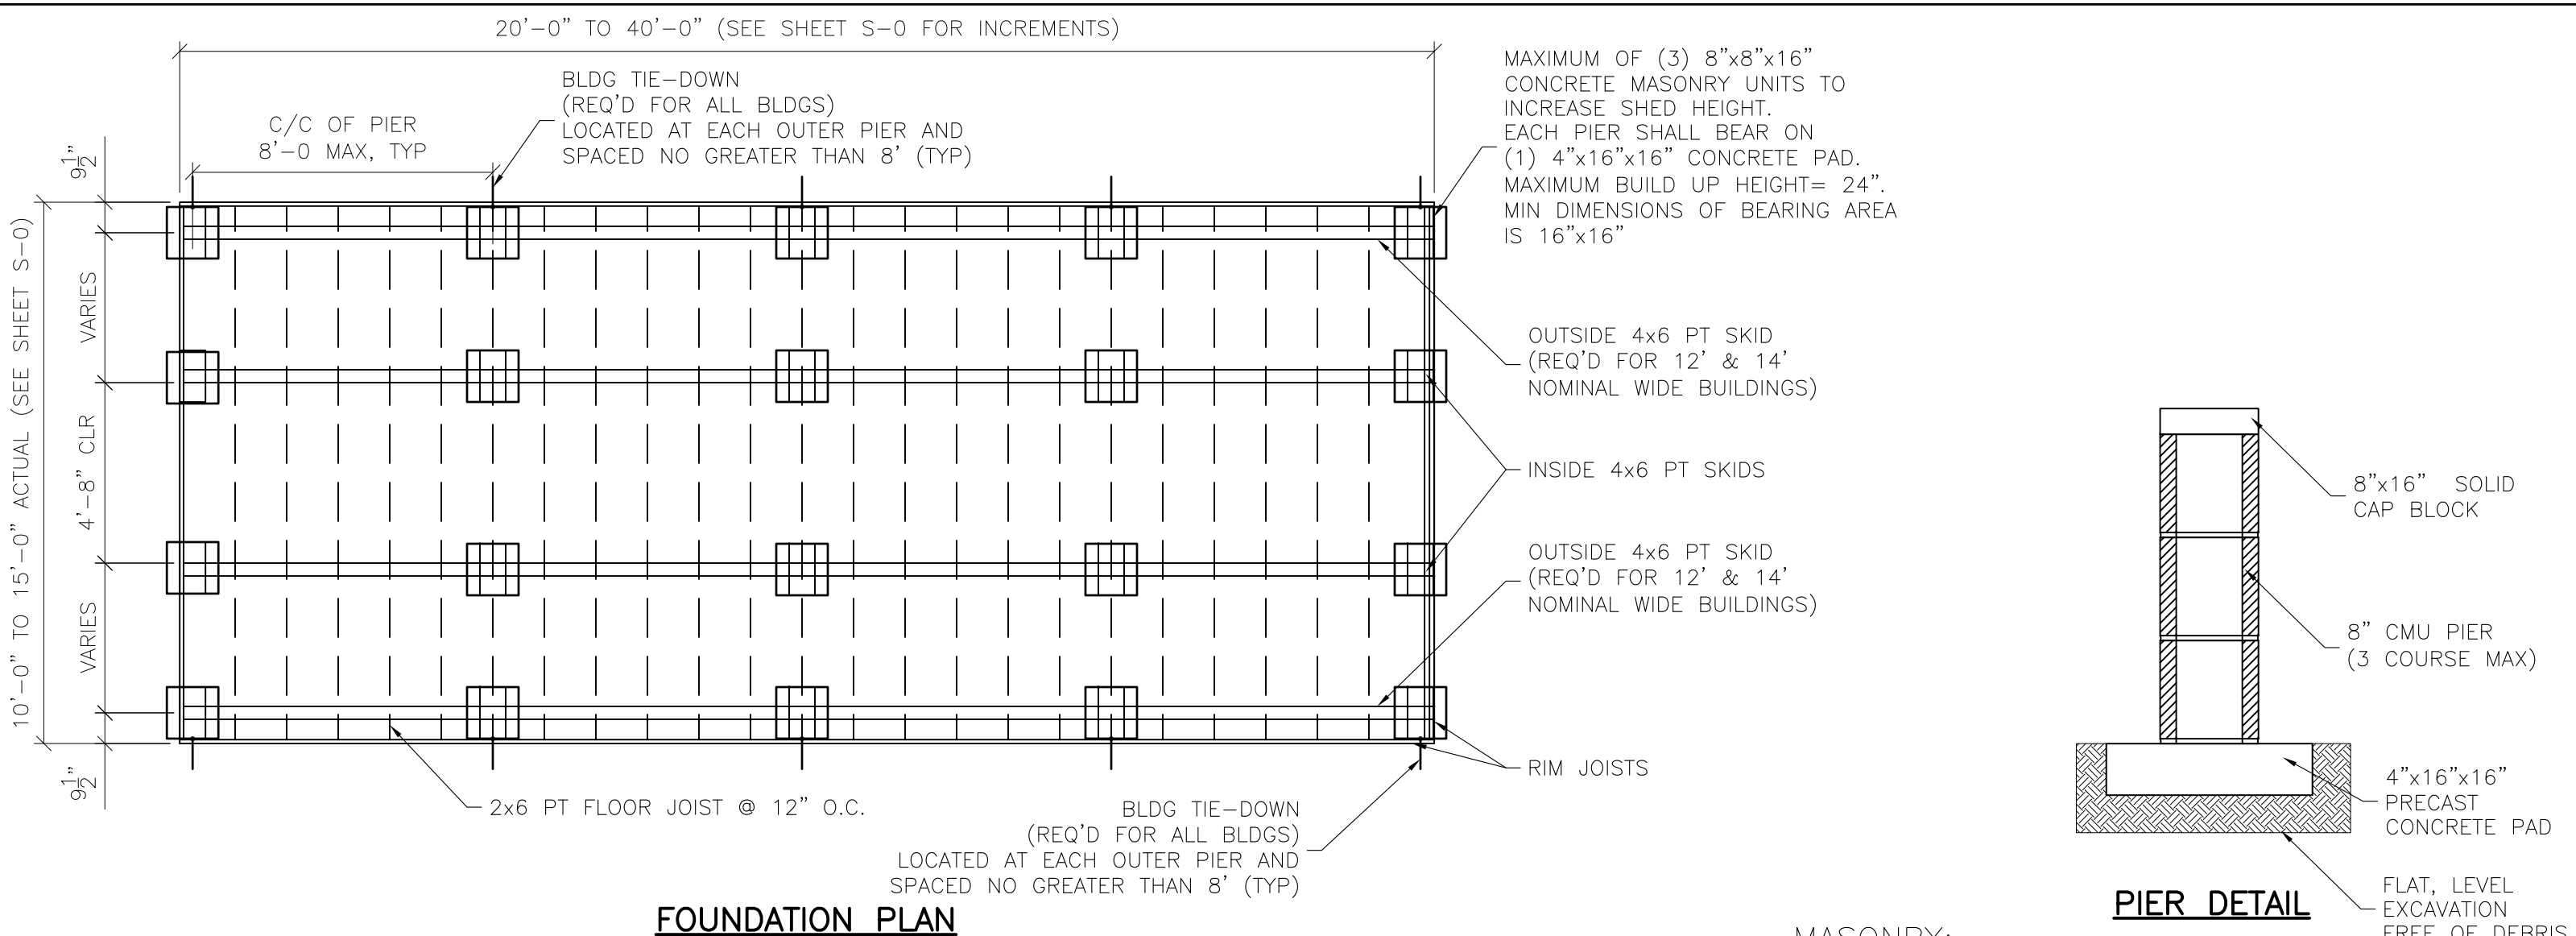 20'-0" TO 40'-0" (SEE SHEET S-0 FOR INCREMENTS)
BLDG TIE-DOWN
(REQ'D FOR ALL BLDGS)
LOCATED AT EACH OUTER PIER AND
SPACED NO GREATER THAN 8' (TYP)
C/C OF PIER
8'-0 MAX, TYP
MAXIMUM OF (3) 8"x8"x16"
CONCRETE MASONRY UNITS TO
INCREASE SHED HEIGHT.
EACH PIER SHALL BEAR ON
(1) 4"x16"x16" CONCRETE PAD.
MAXIMUM BUILD UP HEIGHT= 24".
MIN DIMENSIONS OF BEARING AREA
IS 16"x16"
9 1/2"
VARIES
4'-8" CLR
VARIES
9 1/2"
10'-0" TO 15'-0" ACTUAL (SEE SHEET S-0)
OUTSIDE 4x6 PT SKID
(REQ'D FOR 12' & 14'
NOMINAL WIDE BUILDINGS)
INSIDE 4x6 PT SKIDS
OUTSIDE 4x6 PT SKID
(REQ'D FOR 12' & 14'
NOMINAL WIDE BUILDINGS)
RIM JOISTS
2x6 PT FLOOR JOIST @ 12" O.C.
BLDG TIE-DOWN
(REQ'D FOR ALL BLDGS)
LOCATED AT EACH OUTER PIER AND
SPACED NO GREATER THAN 8' (TYP)
FOUNDATION PLAN
8"x16" SOLID
CAP BLOCK
8" CMU PIER
(3 COURSE MAX)
4"x16"x16"
PRECAST
CONCRETE PAD
FLAT, LEVEL
EXCAVATION
FREE OF DEBRIS
PIER DETAIL
MASONRY: